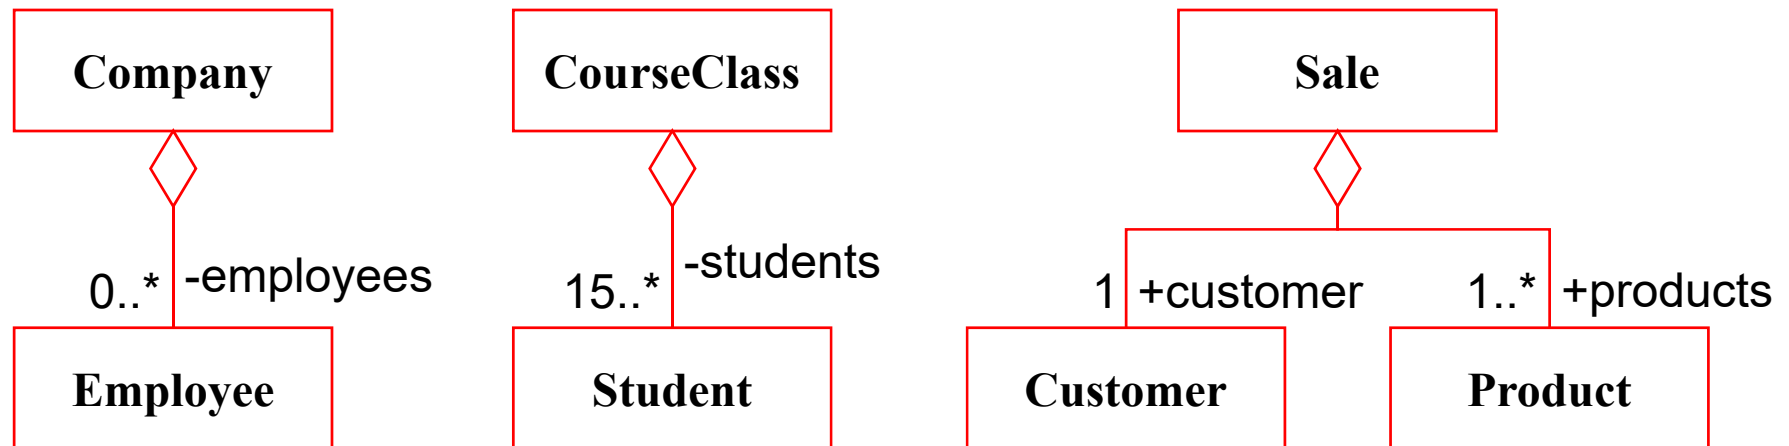 Company
CourseClass
Sale
0..* -employees
15..* -students
1 +customer
1..* +products
Employee
Student
Customer
Product